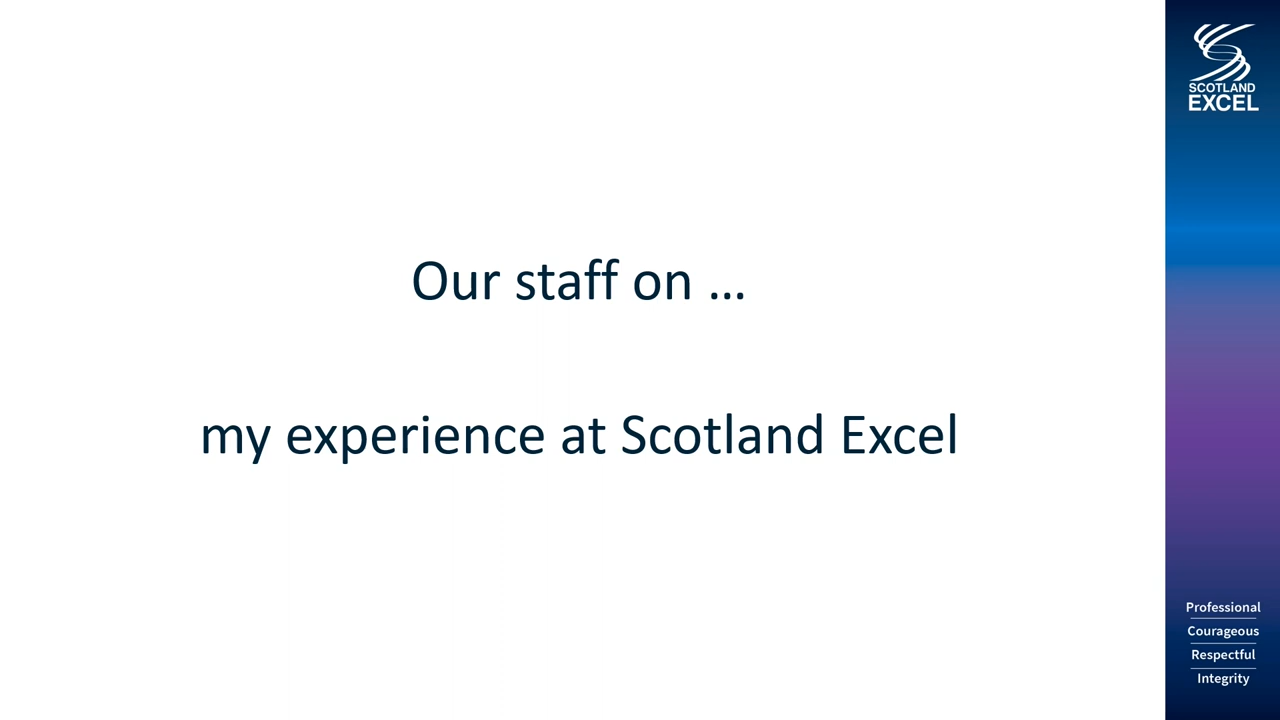 Our staff on …
my experience at Scotland Excel
SCOTLAND
EXCEL
Professional
Courageous
Respectful
Integrity